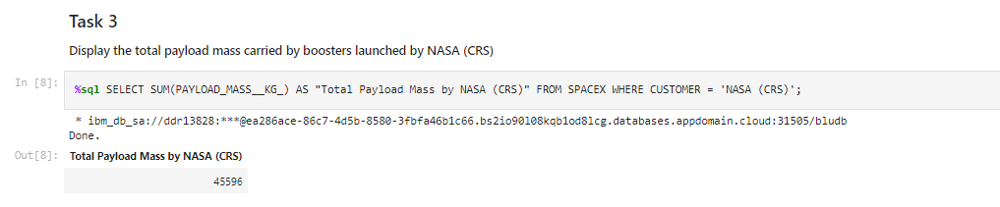 Task 3
Display the total payload mass carried by boosters launched by NASA (CRS)
In [8]: %sql SELECT SUM(PAYLOAD_MASS__KG_) AS "Total Payload Mass by NASA (CRS)" FROM SPACEX WHERE CUSTOMER = 'NASA (CRS)';
* ibm_db_sa://ddr13828:***@ea286ace-86c7-4d5b-8580-3fbfa46b1c66.bs2io90l08kqb1od8lcg.databases.appdomain.cloud:31505/bludb
Done.
Out[8]: Total Payload Mass by NASA (CRS)
45596